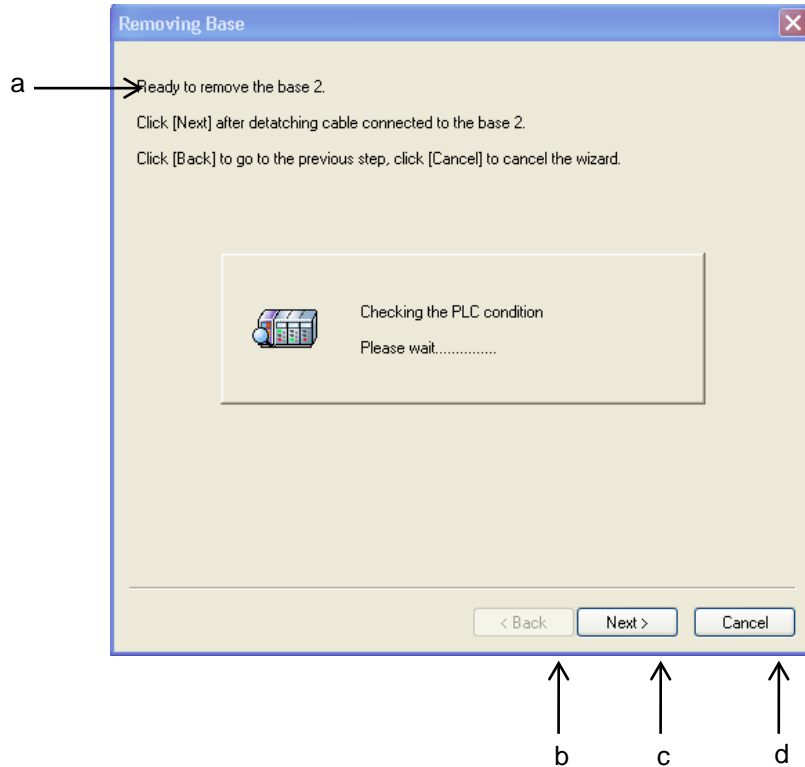 Removing Base
a
Ready to remove the base 2.
Click [Next] after detatching cable connected to the base 2.
Click [Back] to go to the previous step, click [Cancel] to cancel the wizard.
Checking the PLC condition
Please wait...............
< Back
Next >
Cancel
b
c
d